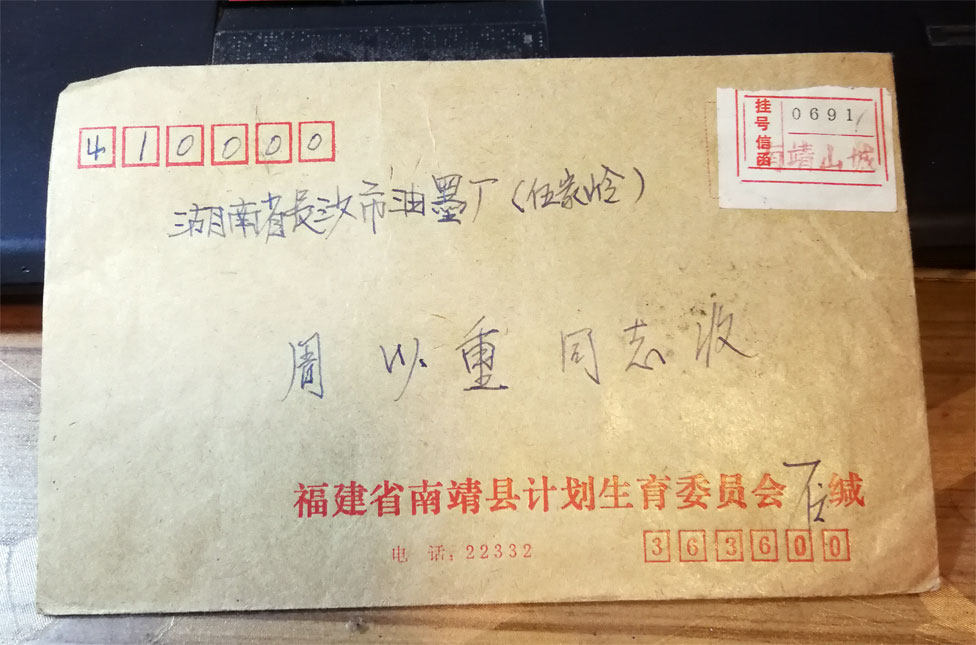 410000
挂号信函
0691
南靖山城
湖南省长沙市油墨厂(伍家岭)
周以重同志收
福建省南靖县计划生育委员会 缄
电 话:22332
363600